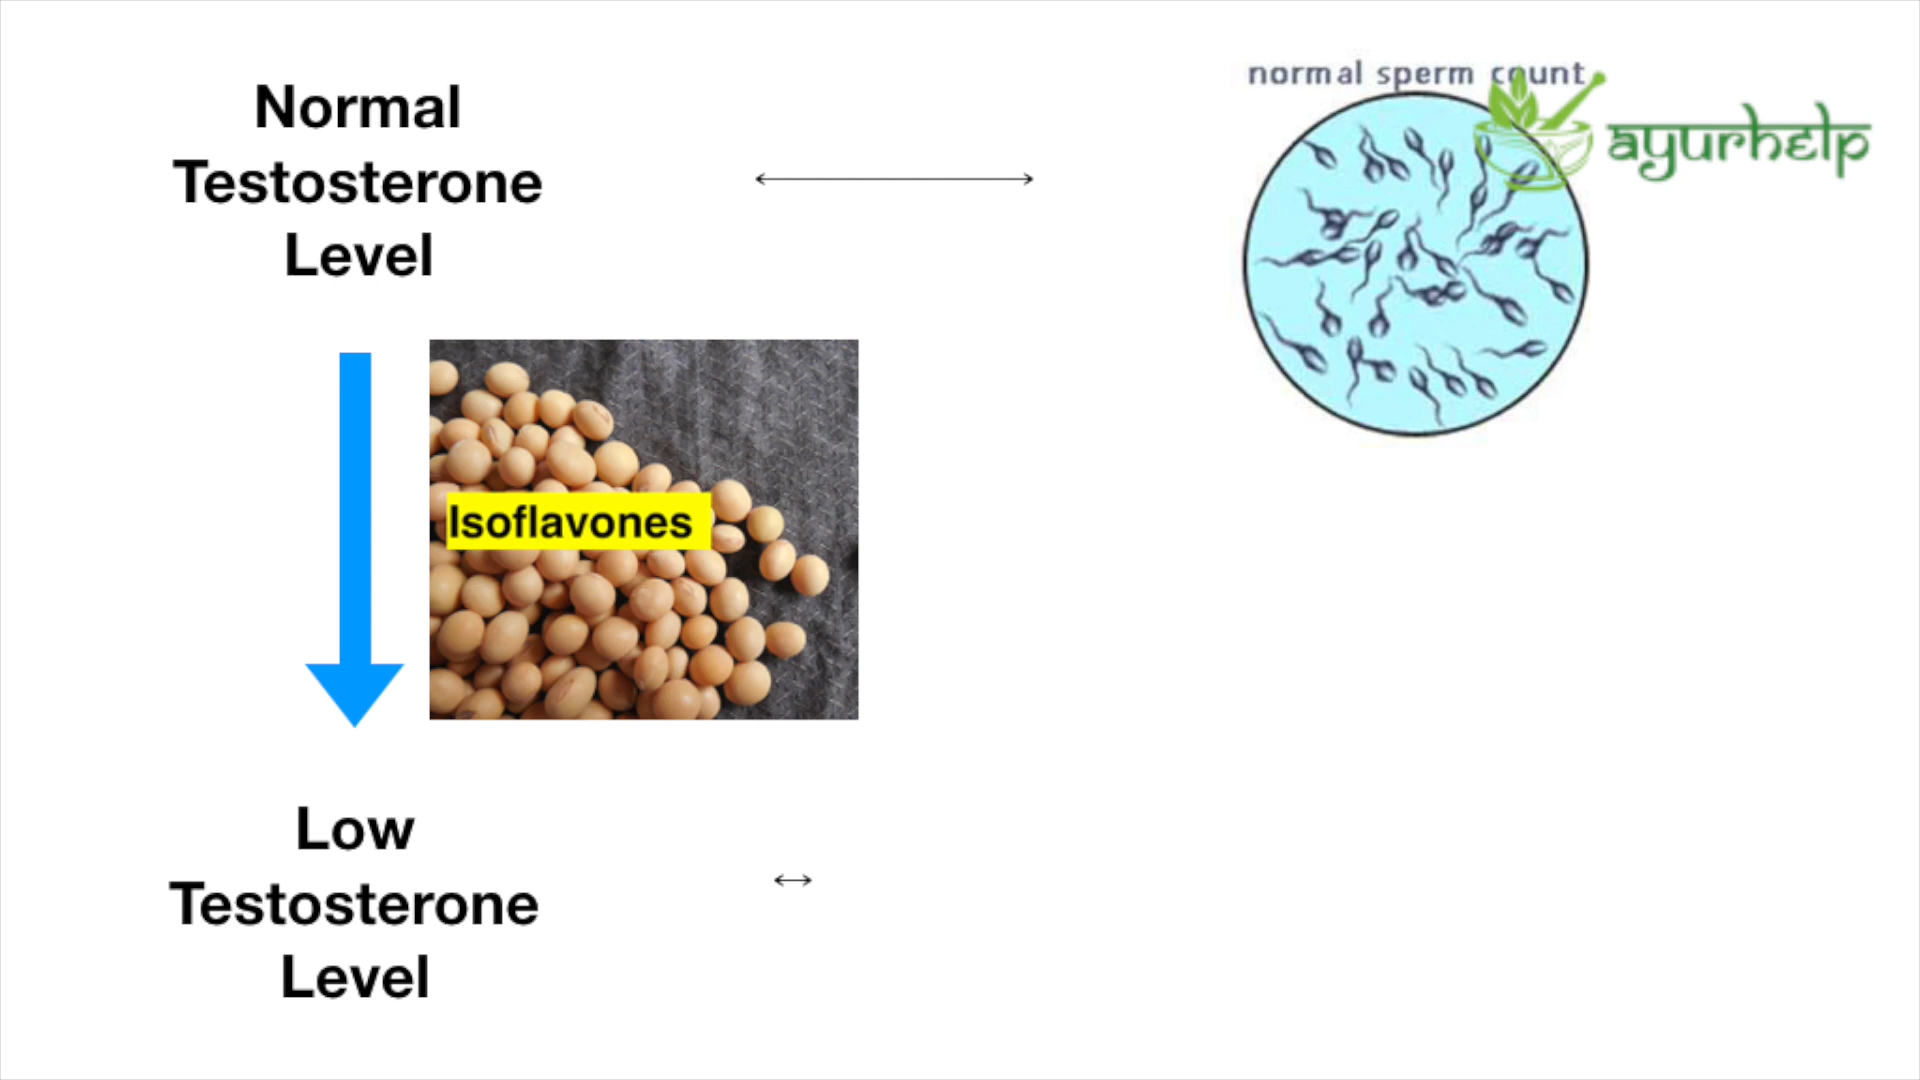 Normal
Testosterone
Level
normal sperm count
ayurhelp
Isoflavones
Low
Testosterone
Level